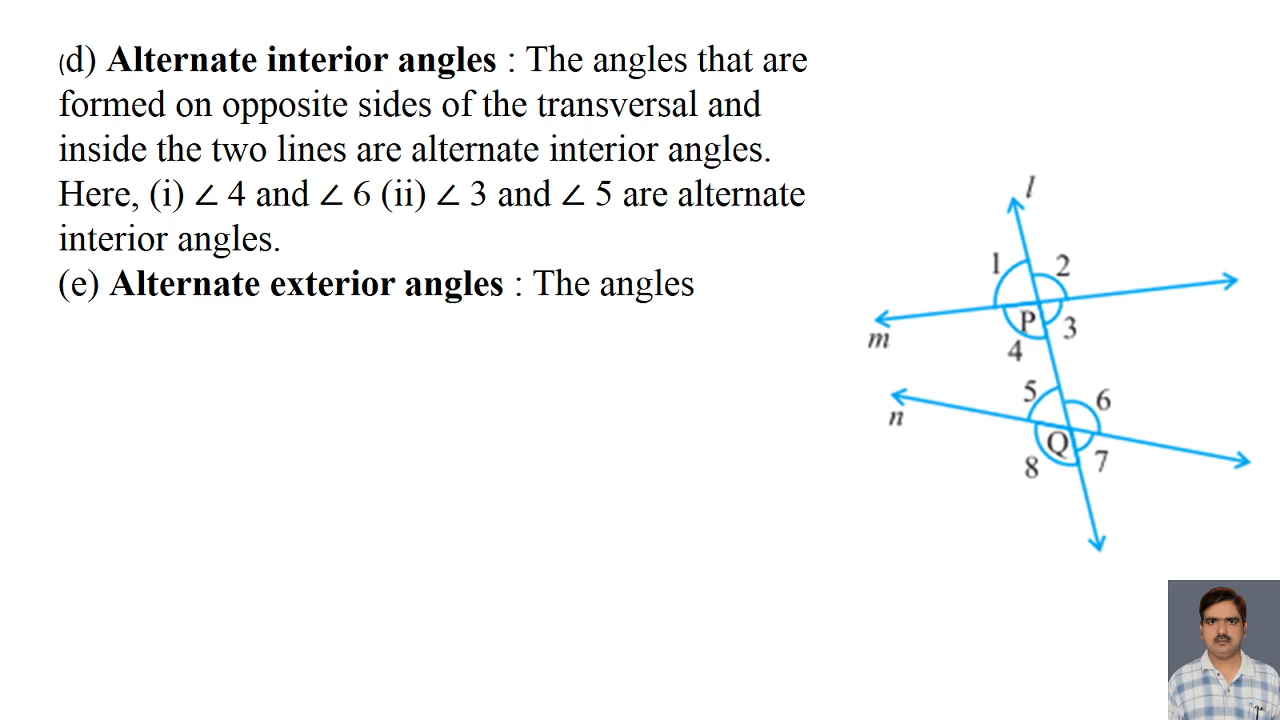 (d) Alternate interior angles : The angles that are
formed on opposite sides of the transversal and
inside the two lines are alternate interior angles.
Here, (i) ∠ 4 and ∠ 6 (ii) ∠ 3 and ∠ 5 are alternate
interior angles.
(e) Alternate exterior angles : The angles
l
1 2
P 3
m 4
5 6
n
Q
8 7